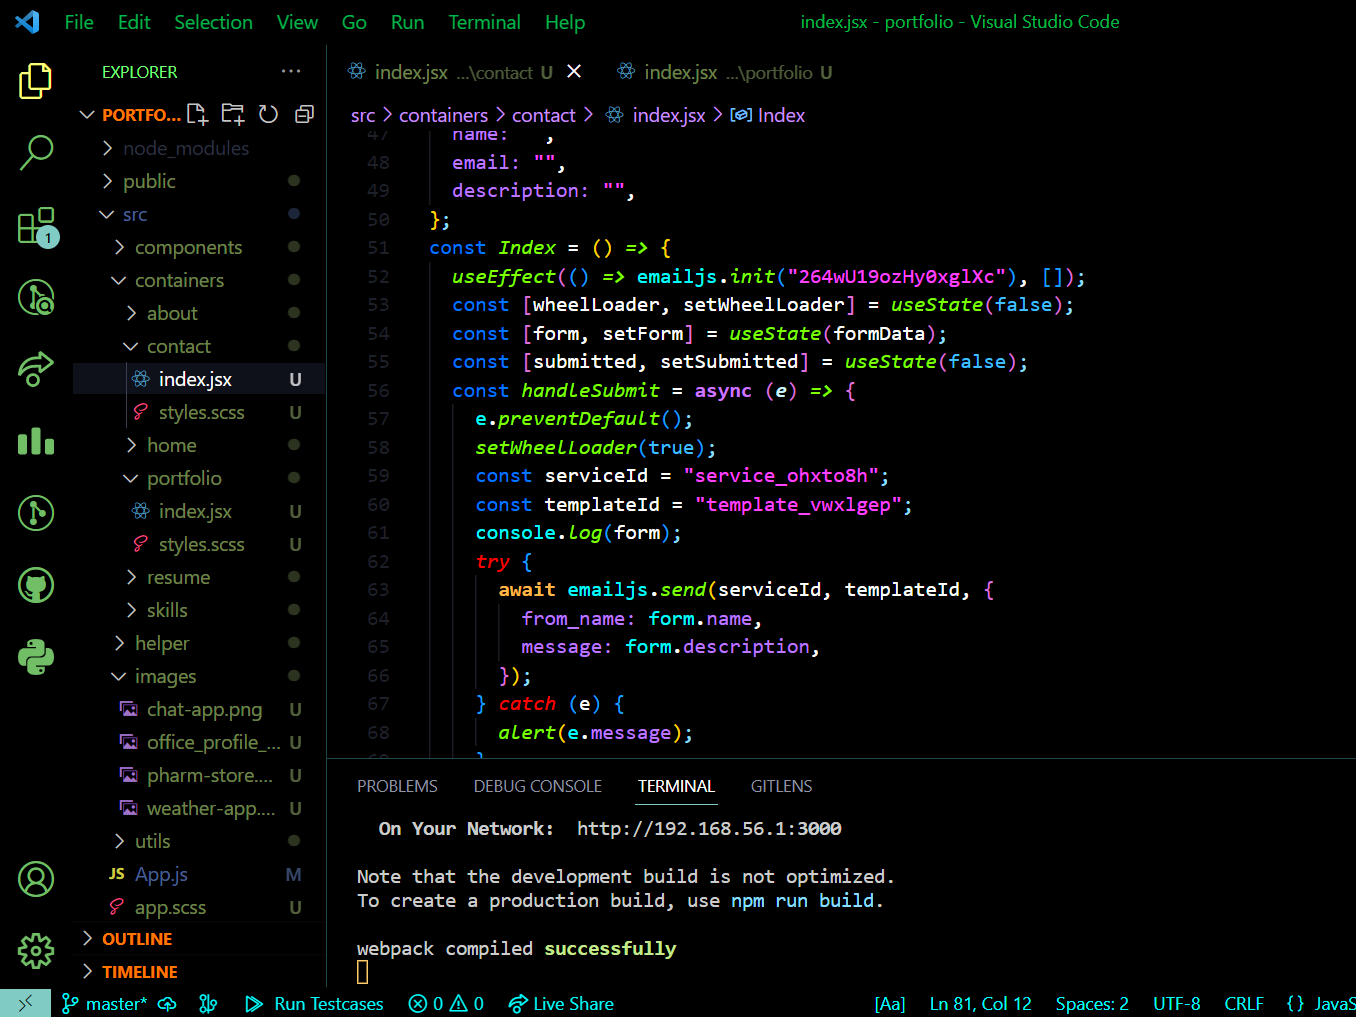 File Edit Selection View Go Run Terminal Help index.jsx - portfolio - Visual Studio Code
EXPLORER ...
PORTFO...
node_modules
public
src
components
containers
about
contact
index.jsx U
styles.scss U
home
portfolio
index.jsx U
styles.scss U
resume
skills
helper
images
chat-app.png U
office_profile_... U
pharm-store.... U
weather-app.... U
utils
JS App.js M
app.scss U
OUTLINE
TIMELINE
1
index.jsx ...\contact U
index.jsx ...\portfolio U
src > containers > contact > index.jsx > Index
47 name: ,
48 email: "",
49 description: "",
50 };
51 const Index = () => {
52 useEffect(() => emailjs.init("264wU19ozHy0xglXc"), []);
53 const [wheelLoader, setWheelLoader] = useState(false);
54 const [form, setForm] = useState(formData);
55 const [submitted, setSubmitted] = useState(false);
56 const handleSubmit = async (e) => {
57 e.preventDefault();
58 setWheelLoader(true);
59 const serviceId = "service_ohxto8h";
60 const templateId = "template_vwxlgep";
61 console.log(form);
62 try {
63 await emailjs.send(serviceId, templateId, {
64 from_name: form.name,
65 message: form.description,
66 });
67 } catch (e) {
68 alert(e.message);
PROBLEMS DEBUG CONSOLE TERMINAL GITLENS
On Your Network: http://192.168.56.1:3000
Note that the development build is not optimized.
To create a production build, use npm run build.
webpack compiled successfully
master* Run Testcases 0 0 Live Share [Aa] Ln 81, Col 12 Spaces: 2 UTF-8 CRLF {} JavaS